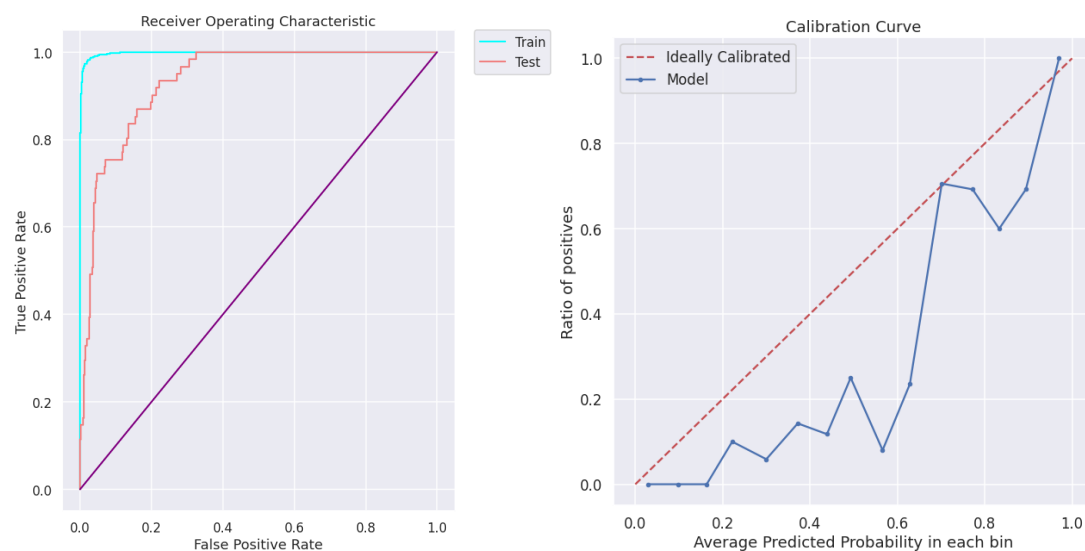 Receiver Operating Characteristic
1.0
0.8
0.6
0.4
0.2
0.0
True Positive Rate
0.0 0.2 0.4 0.6 0.8 1.0
False Positive Rate
Train
Test
Calibration Curve
Ideally Calibrated
Model
1.0
0.8
0.6
0.4
0.2
0.0
Ratio of positives
0.0 0.2 0.4 0.6 0.8 1.0
Average Predicted Probability in each bin